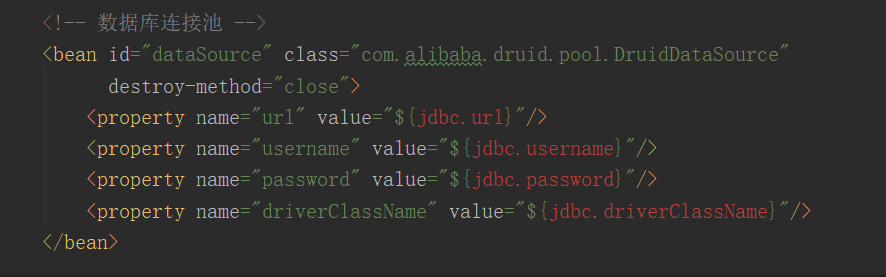 <!-- 数据库连接池 -->
<bean id="dataSource" class="com.alibaba.druid.pool.DruidDataSource"
destroy-method="close">
<property name="url" value="${jdbc.url}"/>
<property name="username" value="${jdbc.username}"/>
<property name="password" value="${jdbc.password}"/>
<property name="driverClassName" value="${jdbc.driverClassName}"/>
</bean>